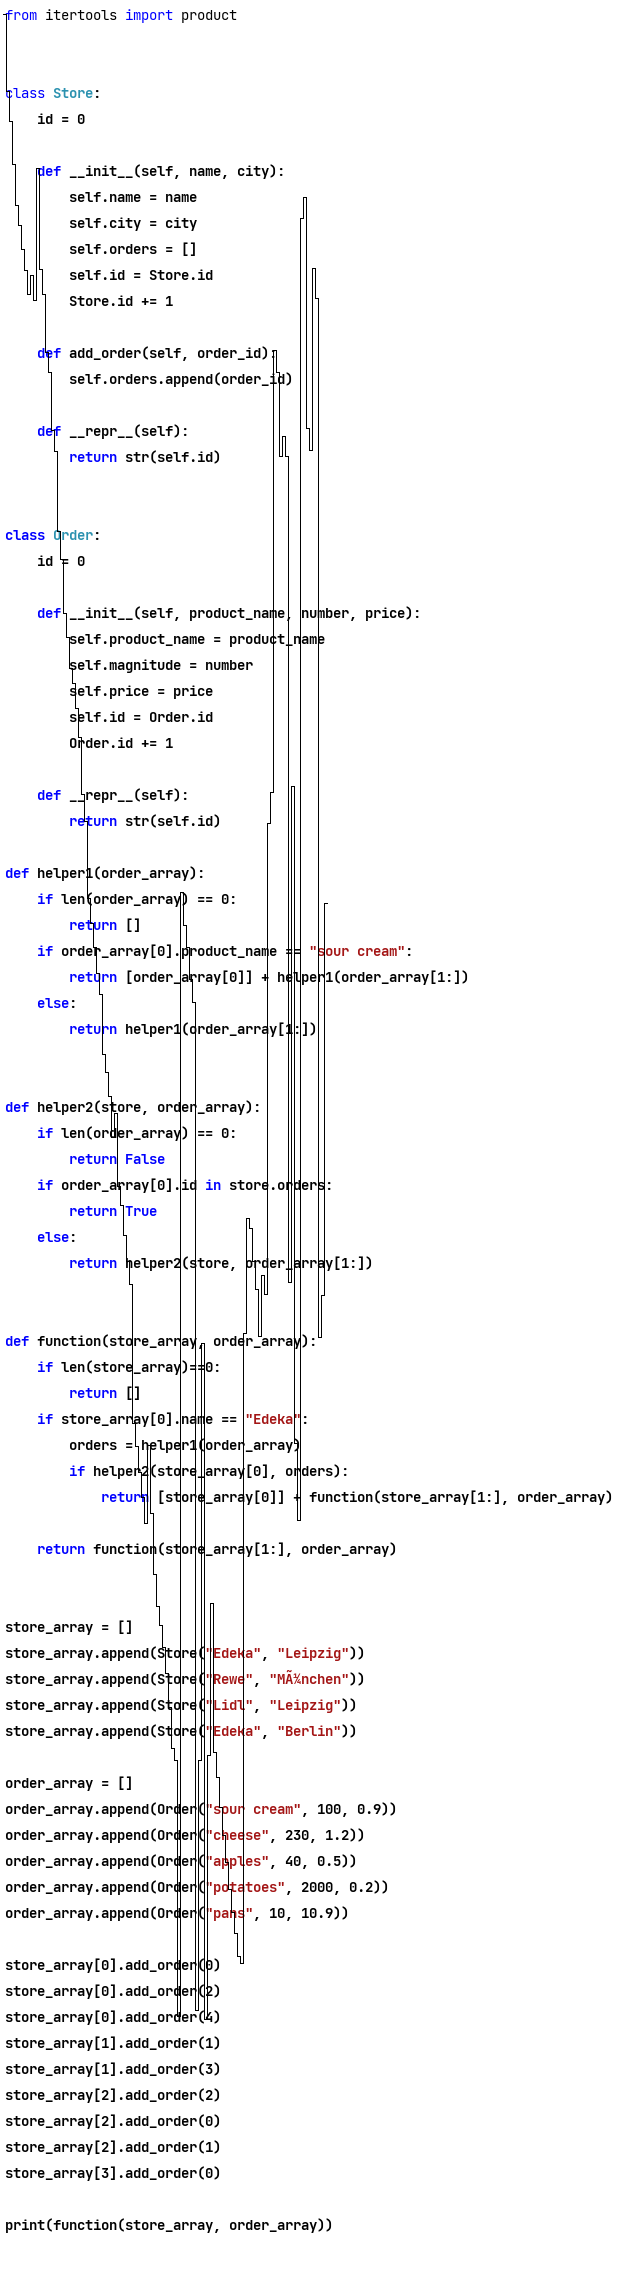 from itertools import product
class Store:
    id = 0
    def __init__(self, name, city):
        self.name = name
        self.city = city
        self.orders = []
        self.id = Store.id
        Store.id += 1
    def add_order(self, order_id):
        self.orders.append(order_id)
    def __repr__(self):
        return str(self.id)
class Order:
    id = 0
    def __init__(self, product_name, number, price):
        self.product_name = product_name
        self.magnitude = number
        self.price = price
        self.id = Order.id
        Order.id += 1
    def __repr__(self):
        return str(self.id)
def helper1(order_array):
    if len(order_array) == 0:
        return []
    if order_array[0].product_name == "sour cream":
        return [order_array[0]] + helper1(order_array[1:])
    else:
        return helper1(order_array[1:])
def helper2(store, order_array):
    if len(order_array) == 0:
        return False
    if order_array[0].id in store.orders:
        return True
    else:
        return helper2(store, order_array[1:])
def function(store_array, order_array):
    if len(store_array)==0:
        return []
    if store_array[0].name == "Edeka":
        orders = helper1(order_array)
        if helper2(store_array[0], orders):
            return [store_array[0]] + function(store_array[1:], order_array)
    return function(store_array[1:], order_array)
store_array = []
store_array.append(Store("Edeka", "Leipzig"))
store_array.append(Store("Rewe", "MÃ¼nchen"))
store_array.append(Store("Lidl", "Leipzig"))
store_array.append(Store("Edeka", "Berlin"))
order_array = []
order_array.append(Order("sour cream", 100, 0.9))
order_array.append(Order("cheese", 230, 1.2))
order_array.append(Order("apples", 40, 0.5))
order_array.append(Order("potatoes", 2000, 0.2))
order_array.append(Order("pans", 10, 10.9))
store_array[0].add_order(0)
store_array[0].add_order(2)
store_array[0].add_order(4)
store_array[1].add_order(1)
store_array[1].add_order(3)
store_array[2].add_order(2)
store_array[2].add_order(0)
store_array[2].add_order(1)
store_array[3].add_order(0)
print(function(store_array, order_array))